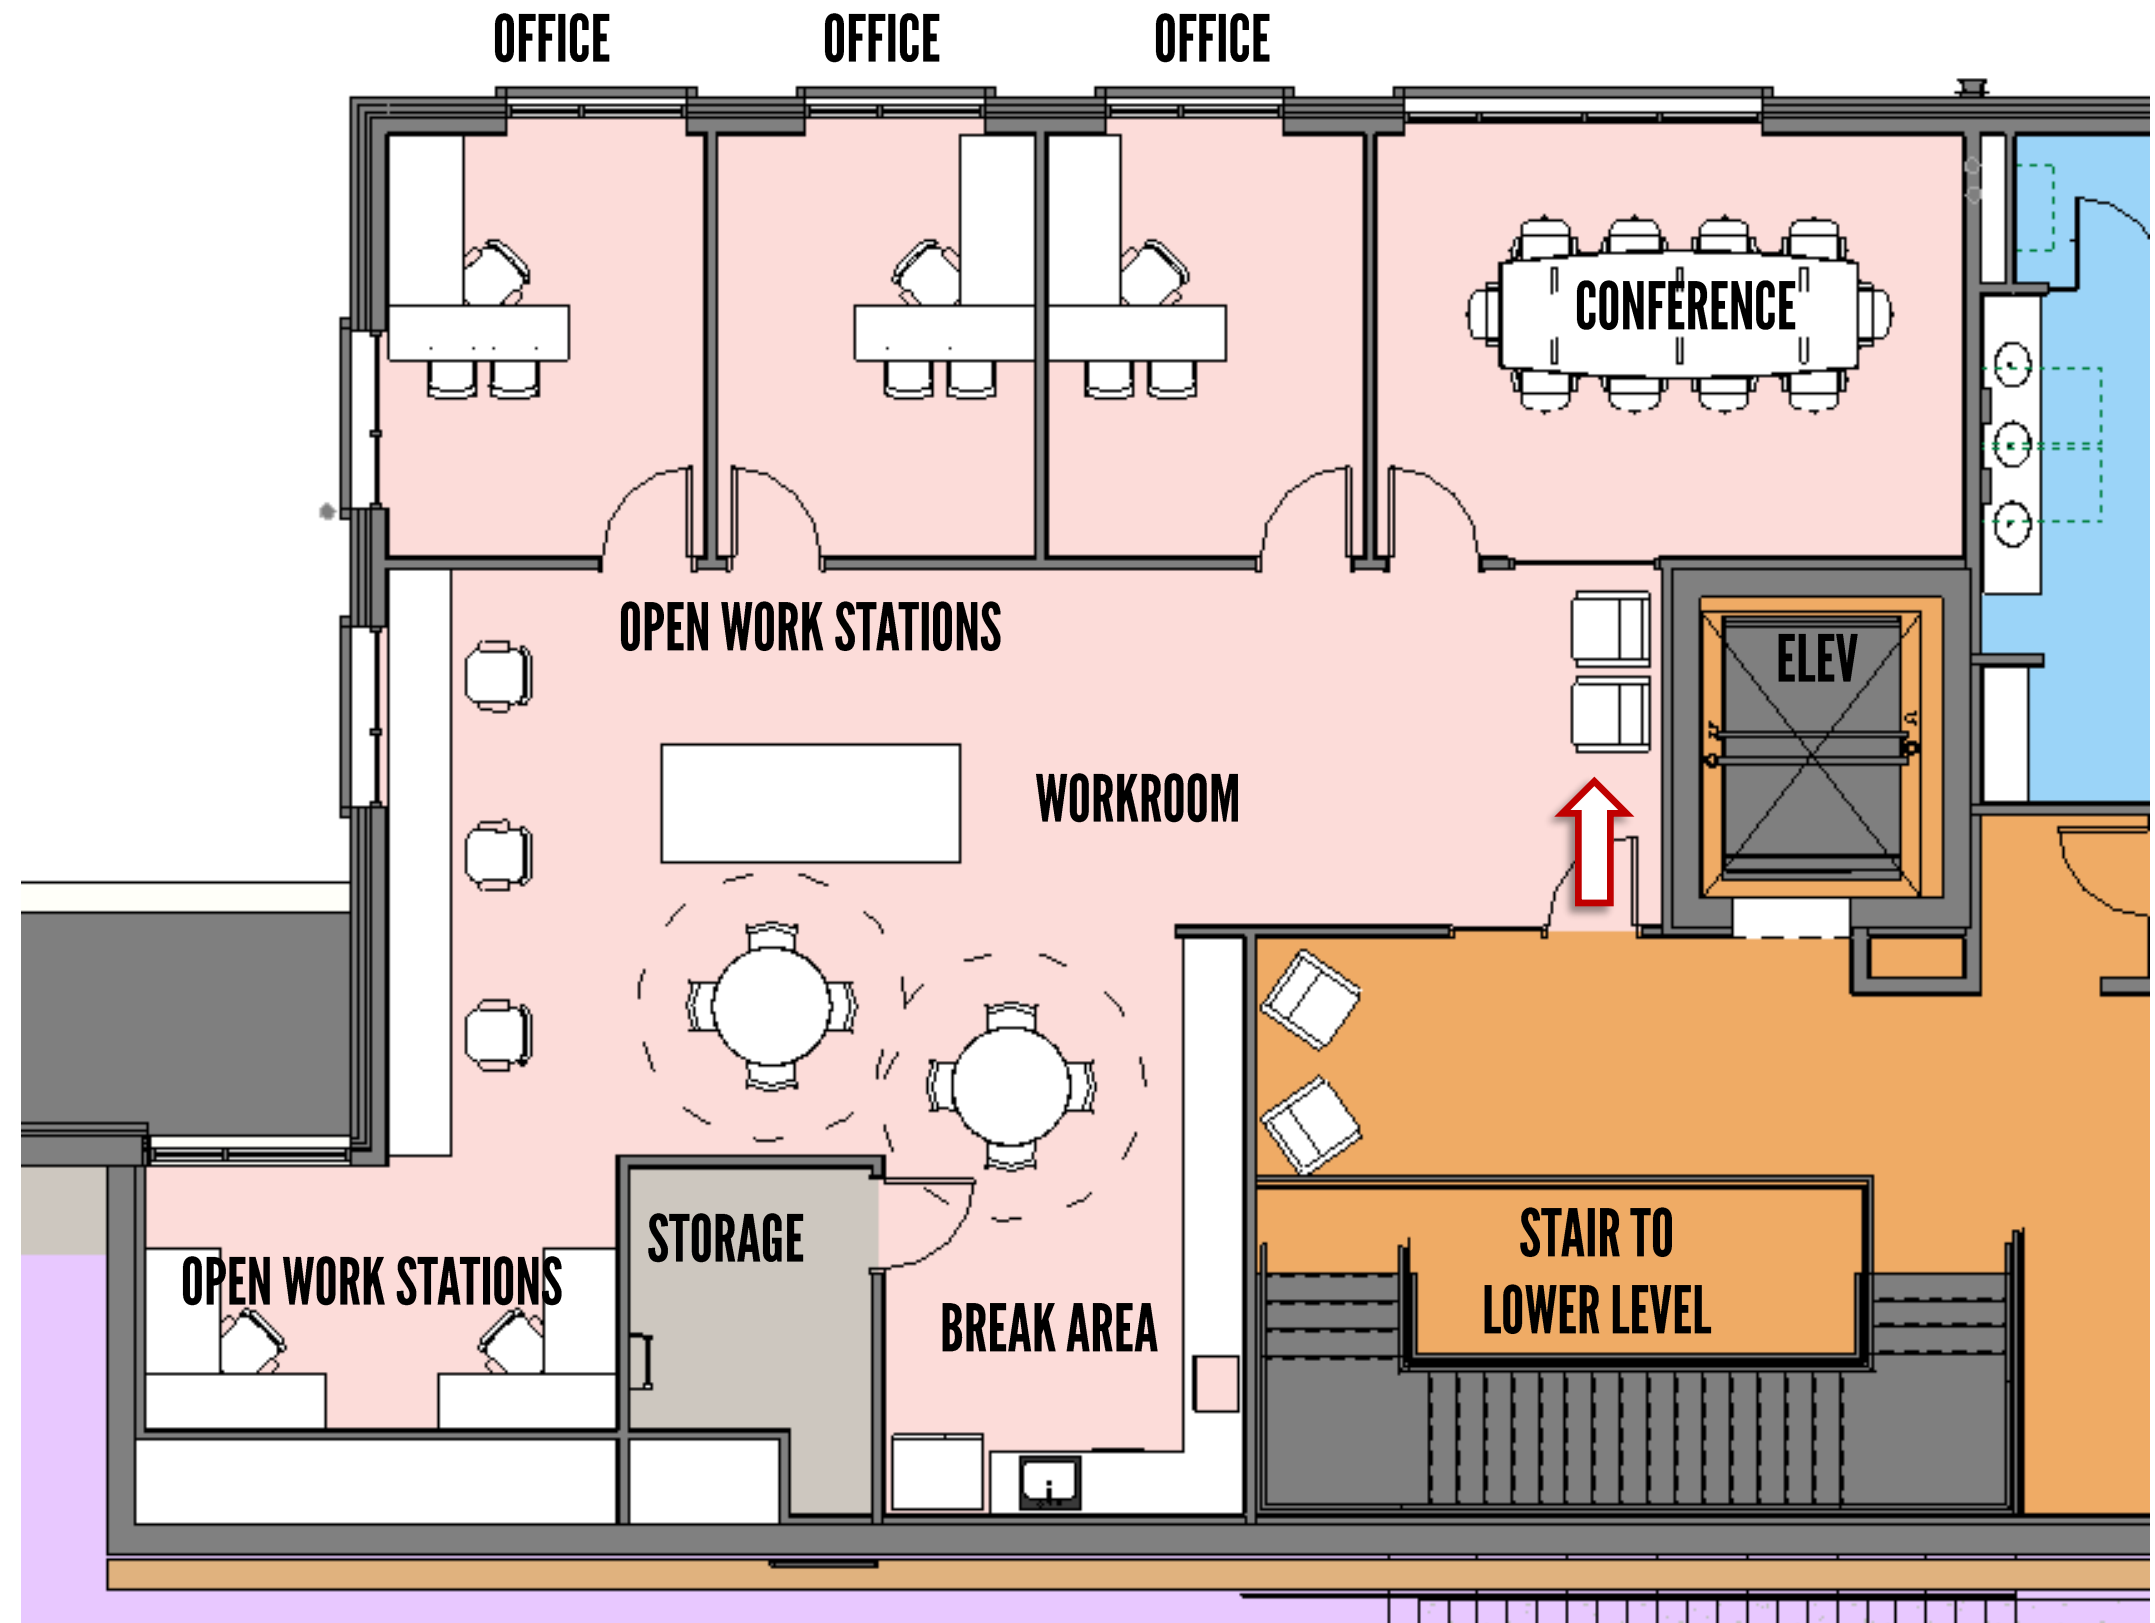 OFFICE
OFFICE
OFFICE
CONFERENCE
OPEN WORK STATIONS
ELEV
WORKROOM
STORAGE
STAIR TO
LOWER LEVEL
OPEN WORK STATIONS
BREAK AREA